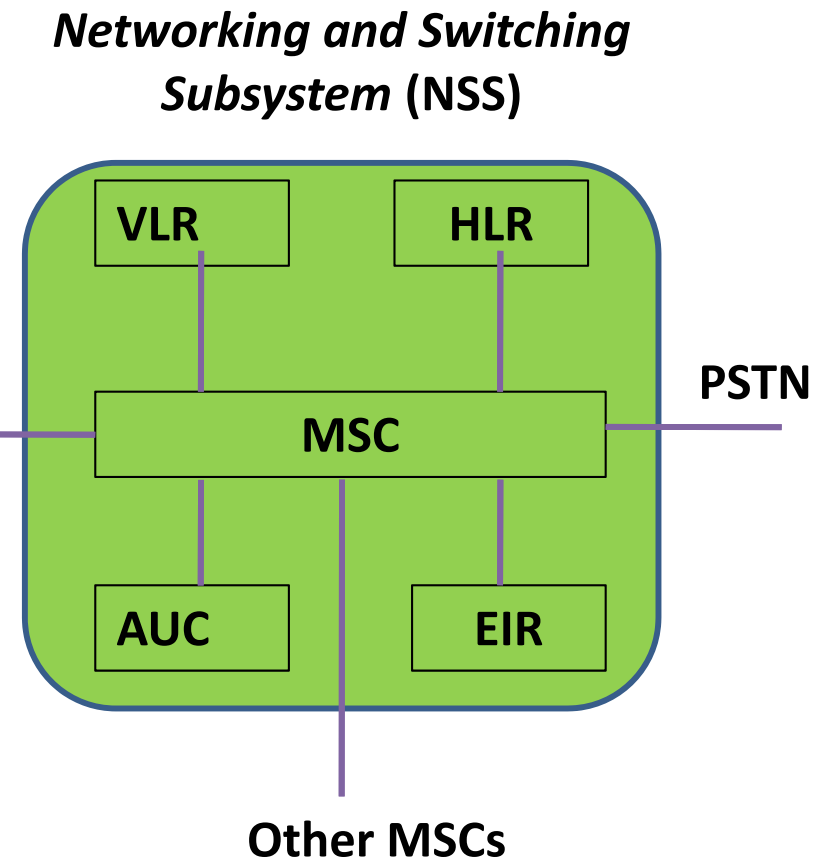 Networking and Switching
Subsystem (NSS)
VLR
HLR
PSTN
MSC
AUC
EIR
Other MSCs